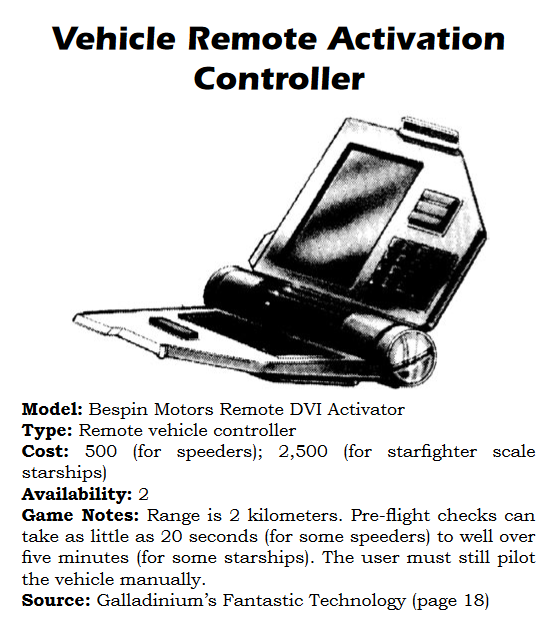 Vehicle Remote Activation
Controller
Model: Bespin Motors Remote DVI Activator
Type: Remote vehicle controller
Cost: 500 (for speeders); 2,500 (for starfighter scale
starships)
Availability: 2
Game Notes: Range is 2 kilometers. Pre-flight checks can
take as little as 20 seconds (for some speeders) to well over
five minutes (for some starships). The user must still pilot
the vehicle manually.
Source: Galladinium's Fantastic Technology (page 18)